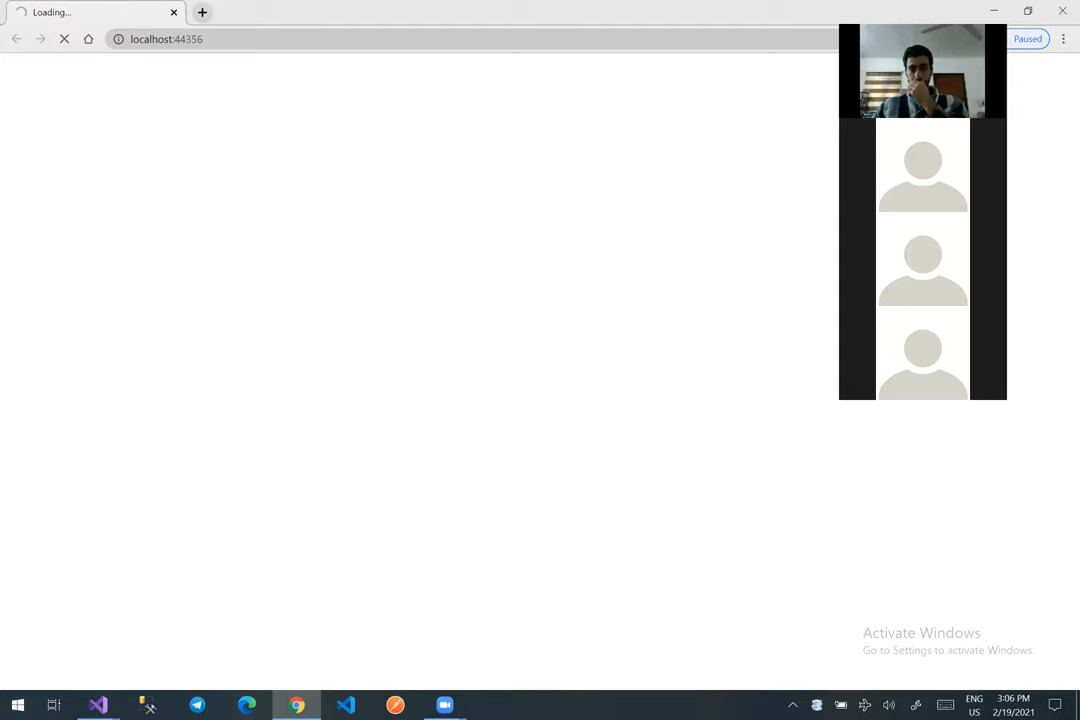 Loading...
localhost:44356
Paused
Activate Windows
Go to Settings to activate Windows.
ENG
US
3:06 PM
2/19/2021